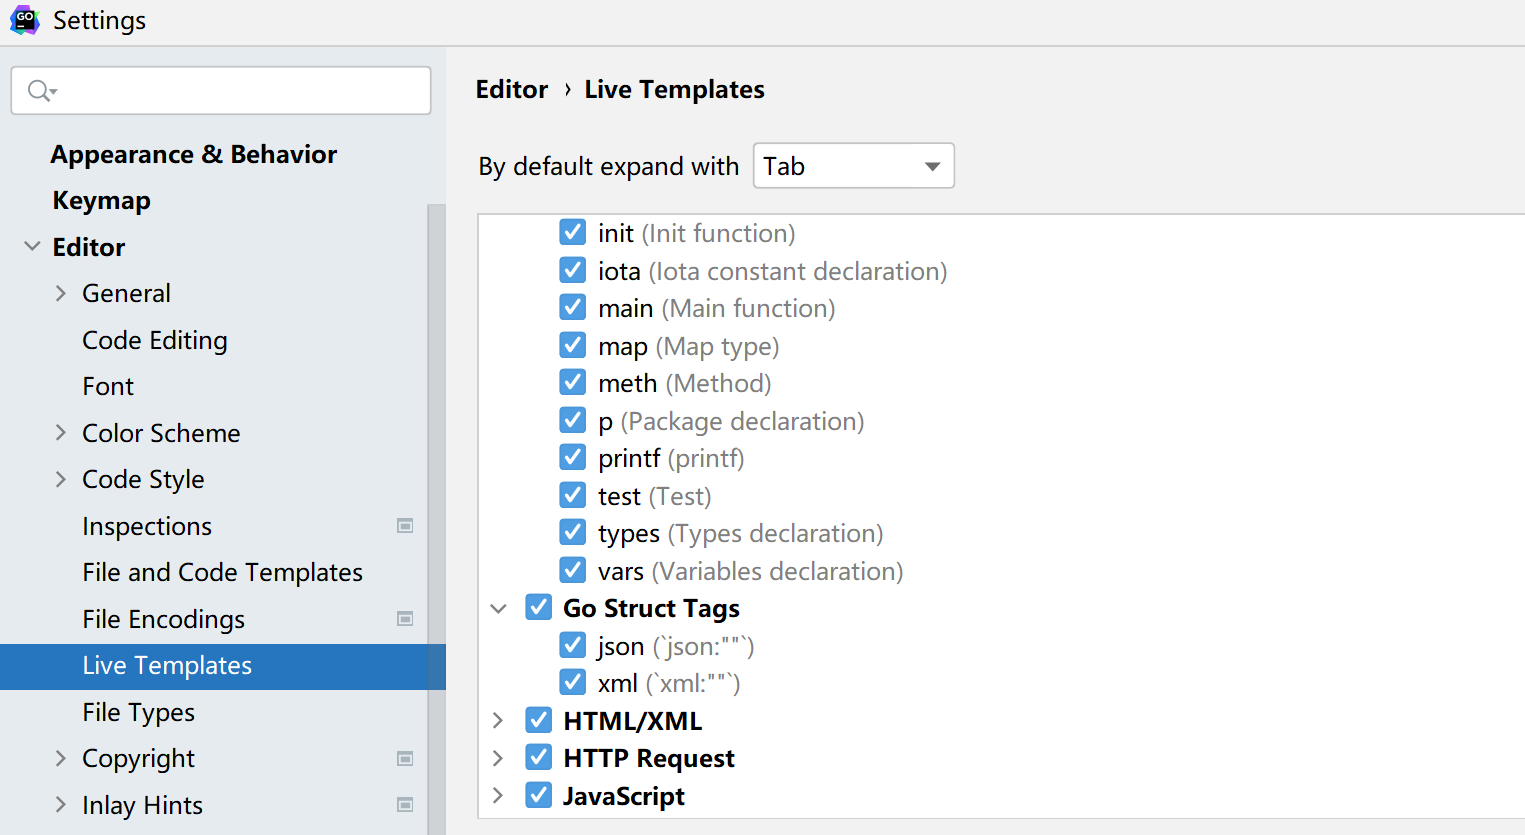 GO
Settings
Appearance & Behavior
Keymap
Editor
General
Code Editing
Font
Color Scheme
Code Style
Inspections
File and Code Templates
File Encodings
Live Templates
File Types
Copyright
Inlay Hints
Editor › Live Templates
By default expand with Tab
init (Init function)
iota (Iota constant declaration)
main (Main function)
map (Map type)
meth (Method)
p (Package declaration)
printf (printf)
test (Test)
types (Types declaration)
vars (Variables declaration)
Go Struct Tags
json (`json:""`)
xml (`xml:""`)
HTML/XML
HTTP Request
JavaScript